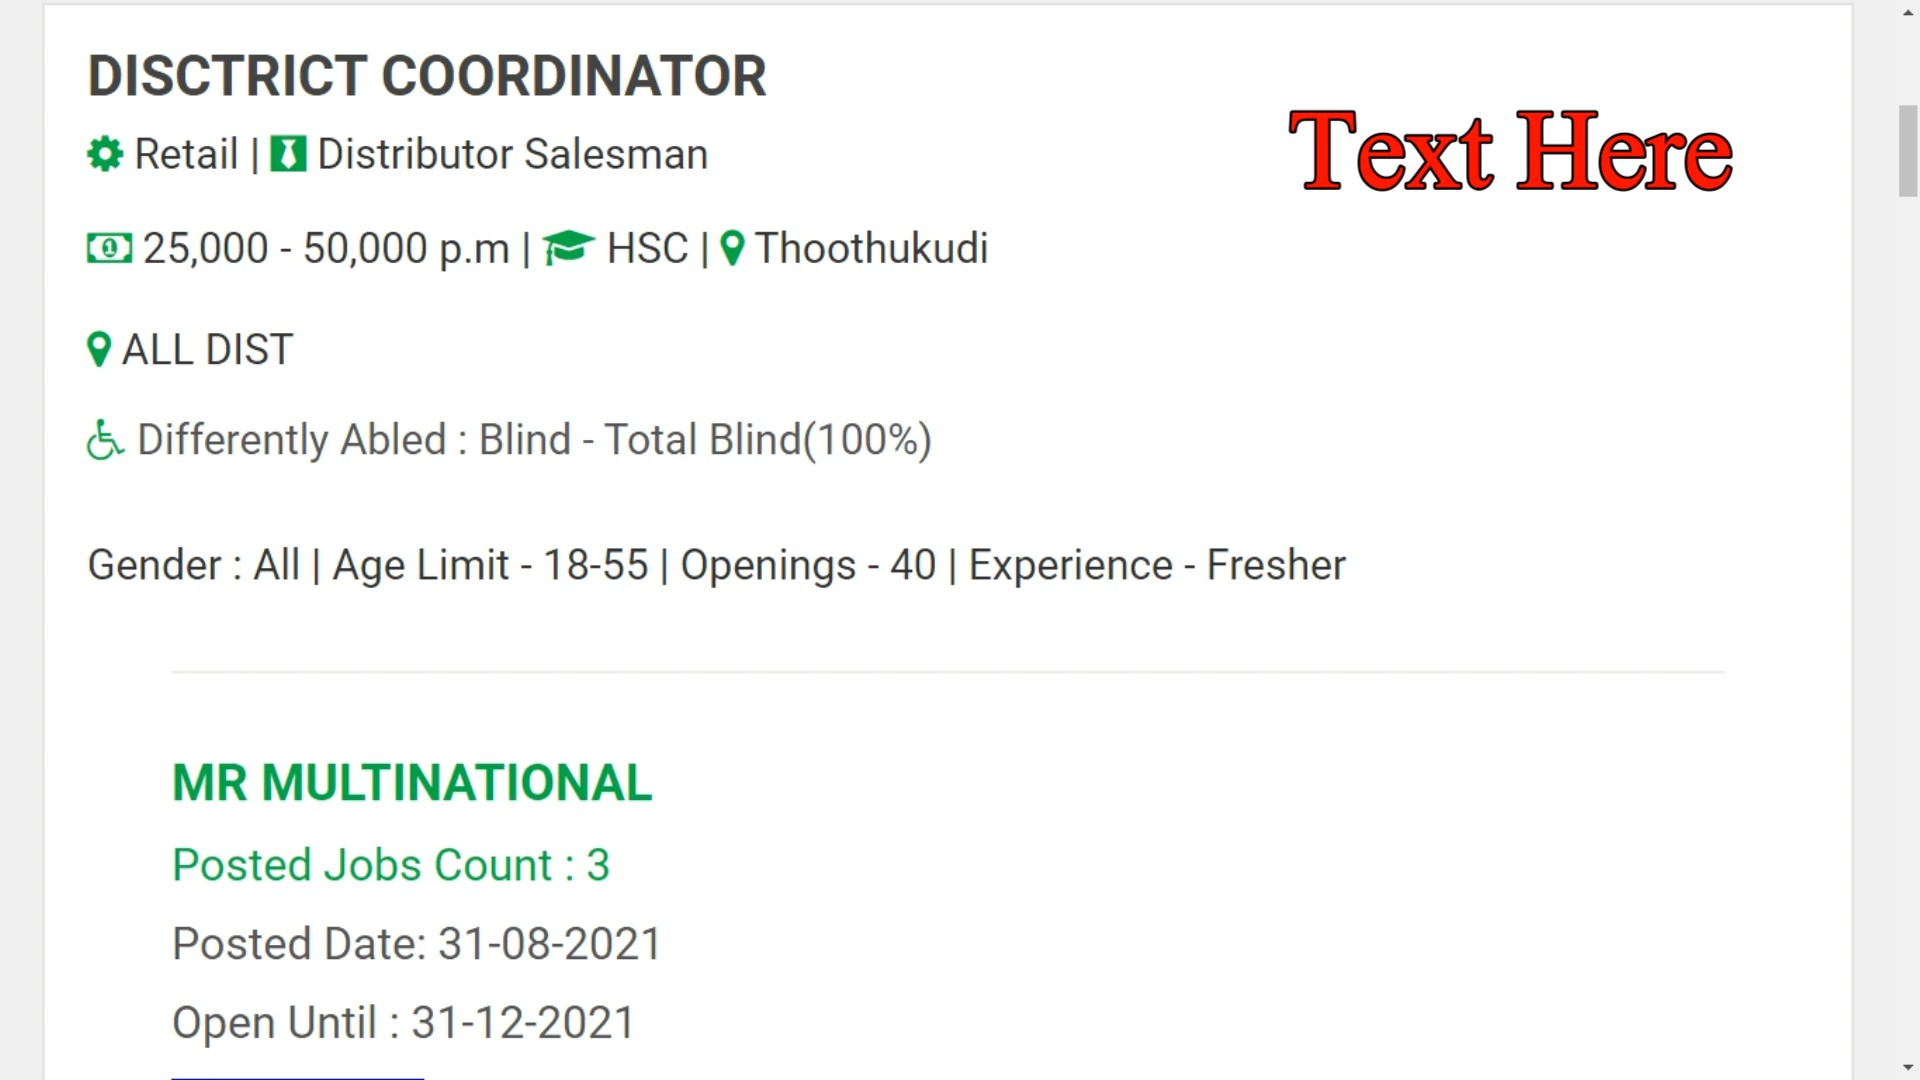 DISCTRICT COORDINATOR
Retail | Distributor Salesman
Text Here
25,000 - 50,000 p.m | HSC | Thoothukudi
ALL DIST
Differently Abled : Blind - Total Blind(100%)
Gender : All | Age Limit - 18-55 | Openings - 40 | Experience - Fresher
MR MULTINATIONAL
Posted Jobs Count : 3
Posted Date: 31-08-2021
Open Until : 31-12-2021